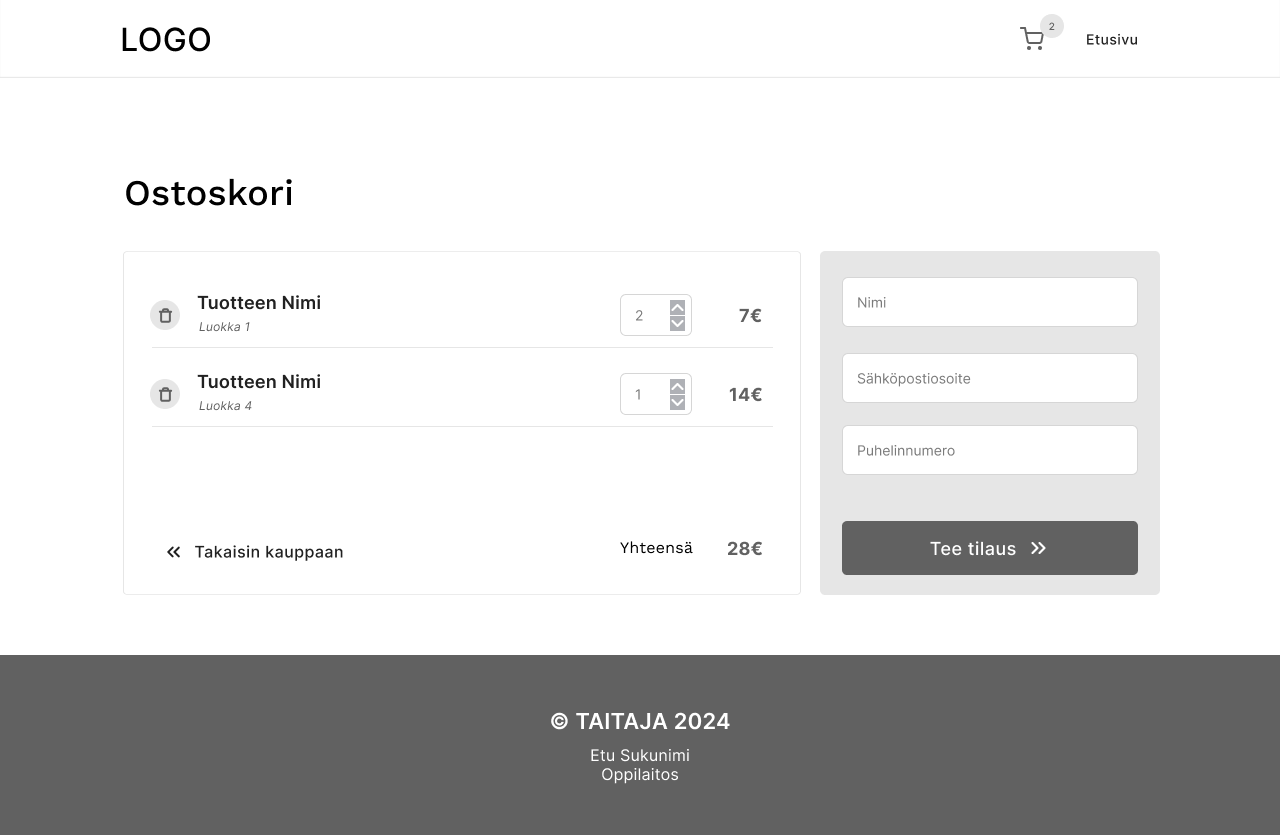 LOGO
2
Etusivu
Ostoskori
Tuotteen Nimi
Luokka 1
2
7€
Tuotteen Nimi
Luokka 4
1
14€
Takaisin kauppaan
Yhteensä
28€
Nimi
Sähköpostiosoite
Puhelinnumero
Tee tilaus
© TAITAJA 2024
Etu Sukunimi
Oppilaitos